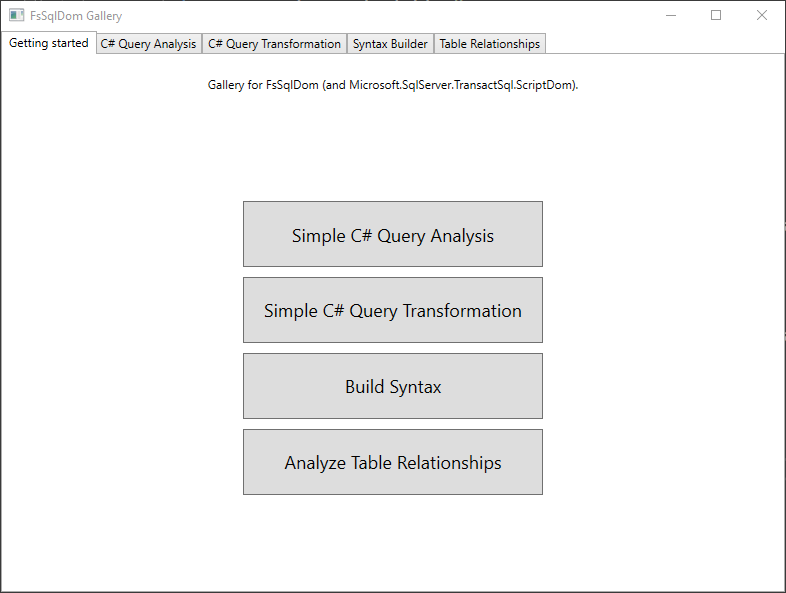 FsSqlDom Gallery
Getting started C# Query Analysis C# Query Transformation Syntax Builder Table Relationships
Gallery for FsSqlDom (and Microsoft.SqlServer.TransactSql.ScriptDom).
Simple C# Query Analysis
Simple C# Query Transformation
Build Syntax
Analyze Table Relationships